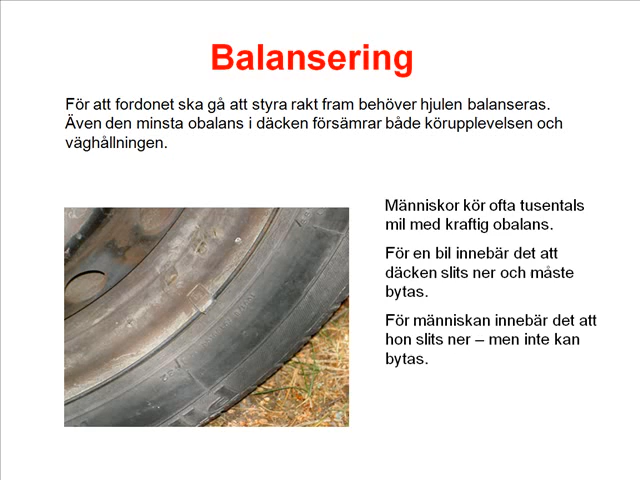 Balansering
För att fordonet ska gå att styra rakt fram behöver hjulen balanseras.
Även den minsta obalans i däcken försämrar både körupplevelsen och
väghållningen.
Människor kör ofta tusentals
mil med kraftig obalans.
För en bil innebär det att
däcken slits ner och måste
bytas.
För människan innebär det att
hon slits ner – men inte kan
bytas.